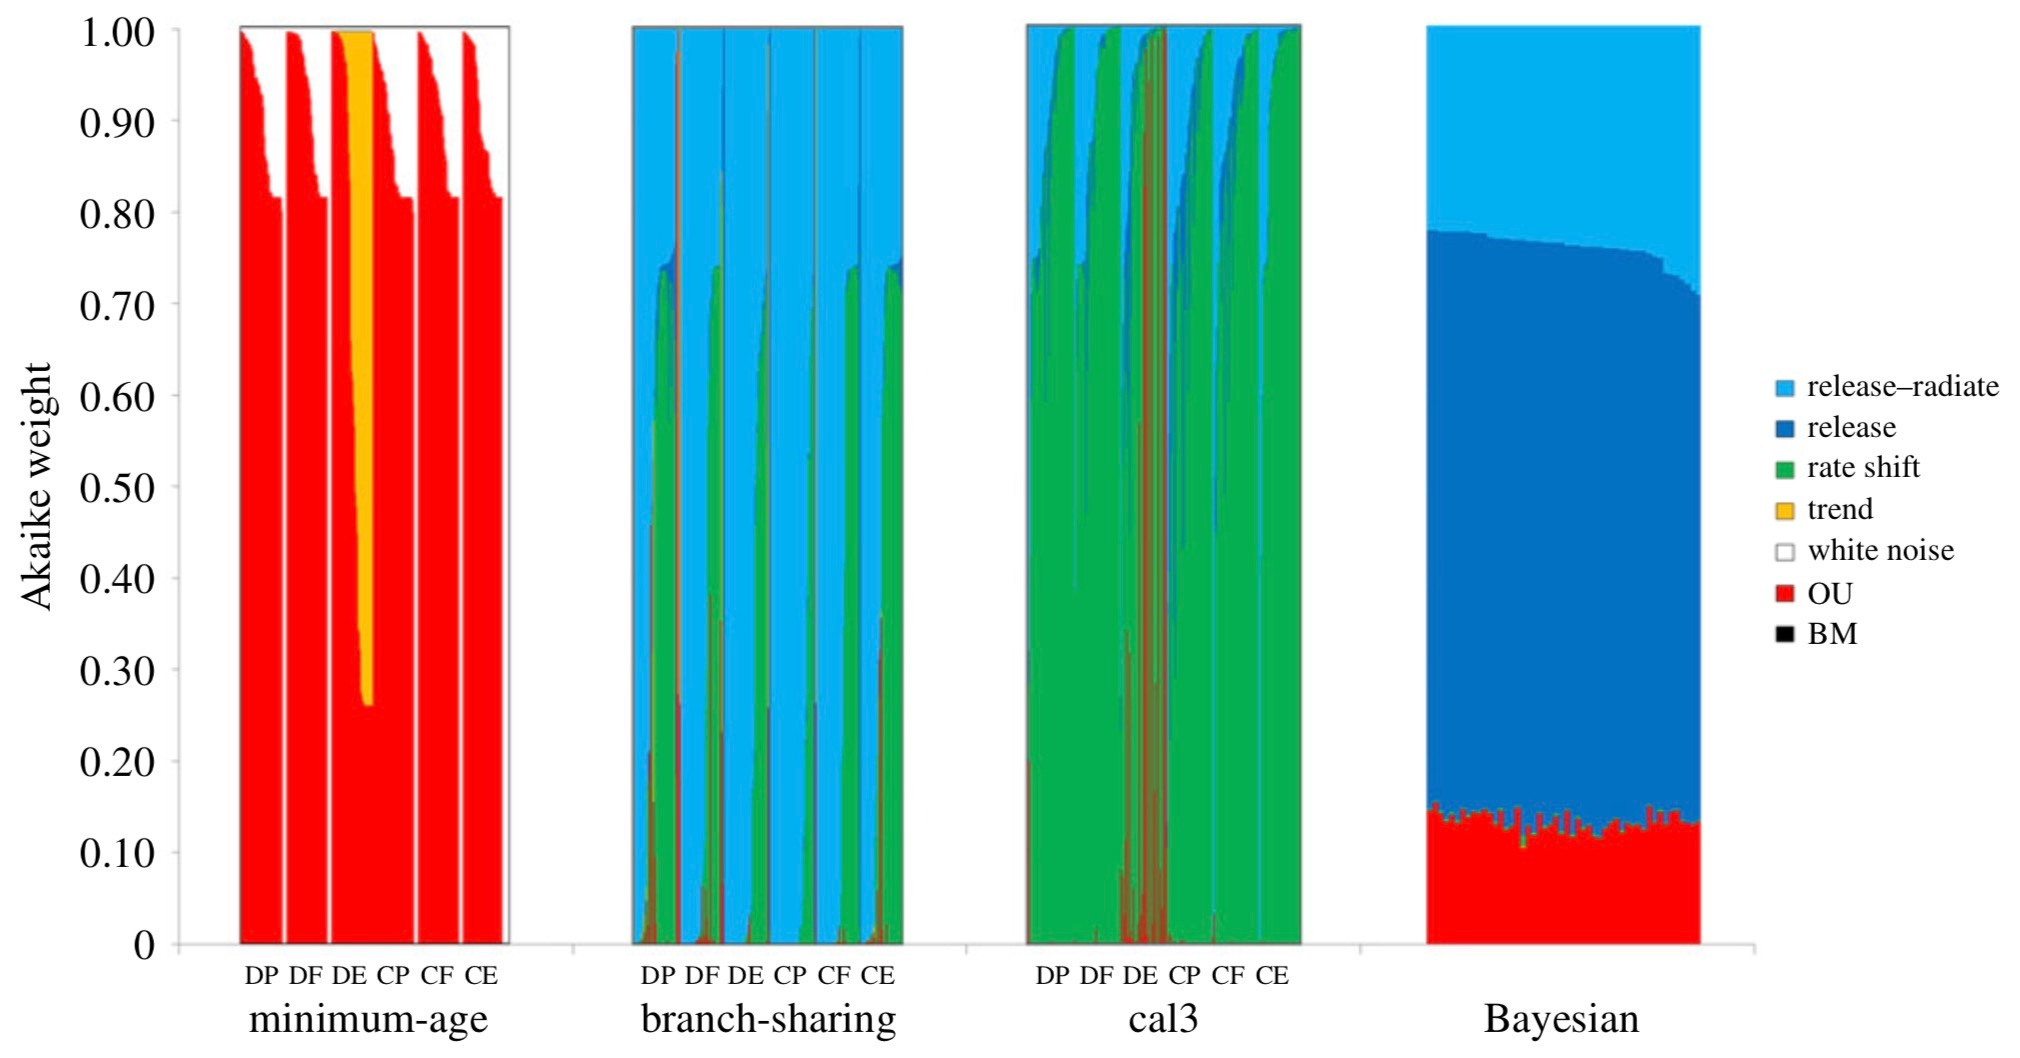 Akaike weight
1.00
0.90
0.80
0.70
0.60
0.50
0.40
0.30
0.20
0.10
0
DP DF DE CP CF CE
minimum-age
DP DF DE CP CF CE
branch-sharing
DP DF DE CP CF CE
cal3
Bayesian
release–radiate
release
rate shift
trend
white noise
OU
BM